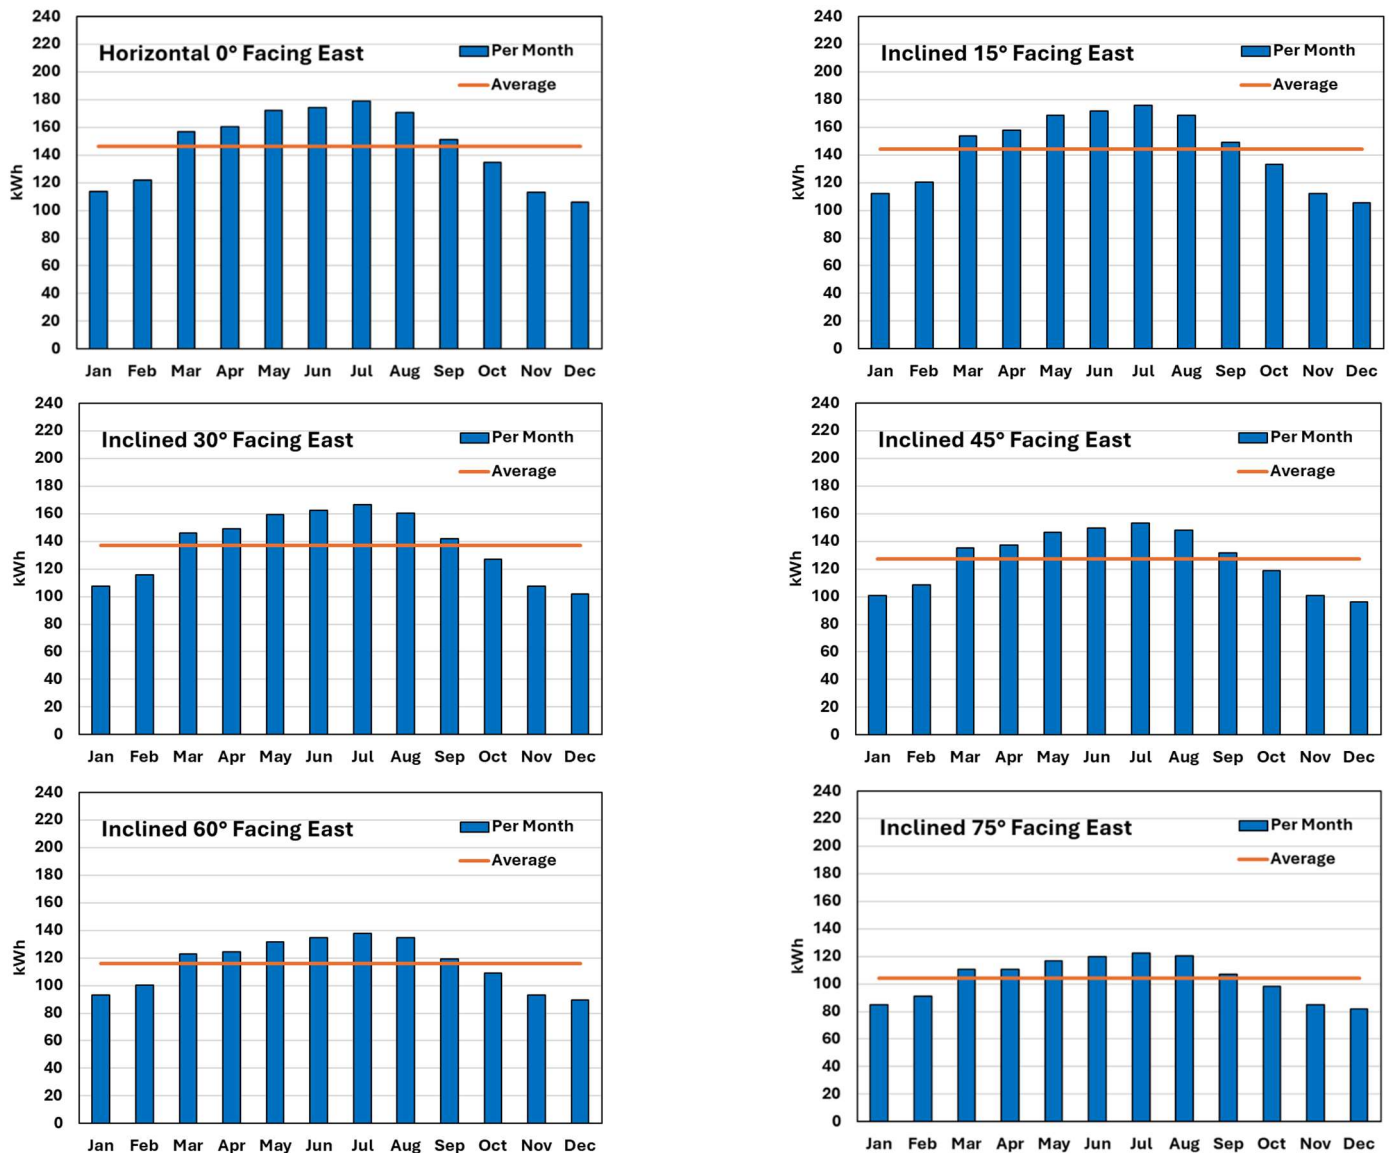 Horizontal 0° Facing East
Per Month
Average
kWh
240
220
200
180
160
140
120
100
80
60
40
20
0
Jan Feb Mar Apr May Jun Jul Aug Sep Oct Nov Dec
Inclined 15° Facing East
Per Month
Average
kWh
240
220
200
180
160
140
120
100
80
60
40
20
0
Jan Feb Mar Apr May Jun Jul Aug Sep Oct Nov Dec
Inclined 30° Facing East
Per Month
Average
kWh
240
220
200
180
160
140
120
100
80
60
40
20
0
Jan Feb Mar Apr May Jun Jul Aug Sep Oct Nov Dec
Inclined 45° Facing East
Per Month
Average
kWh
240
220
200
180
160
140
120
100
80
60
40
20
0
Jan Feb Mar Apr May Jun Jul Aug Sep Oct Nov Dec
Inclined 60° Facing East
Per Month
Average
kWh
240
220
200
180
160
140
120
100
80
60
40
20
0
Jan Feb Mar Apr May Jun Jul Aug Sep Oct Nov Dec
Inclined 75° Facing East
Per Month
Average
kWh
240
220
200
180
160
140
120
100
80
60
40
20
0
Jan Feb Mar Apr May Jun Jul Aug Sep Oct Nov Dec